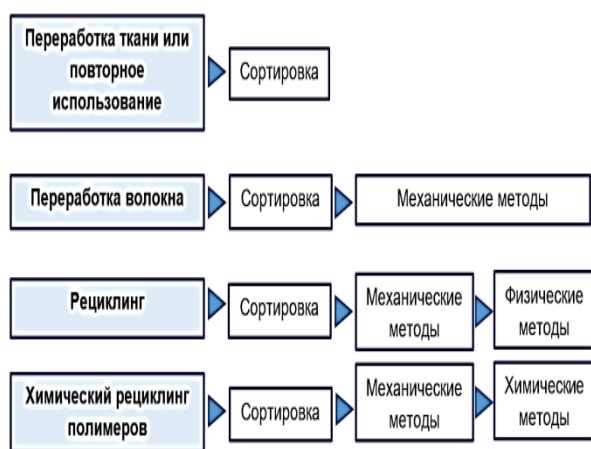 Переработка ткани или
повторное
использование
Сортировка
Переработка волокна
Сортировка
Механические методы
Рециклинг
Сортировка
Механические
методы
Физические
методы
Химический рециклинг
полимеров
Сортировка
Механические
методы
Химические
методы